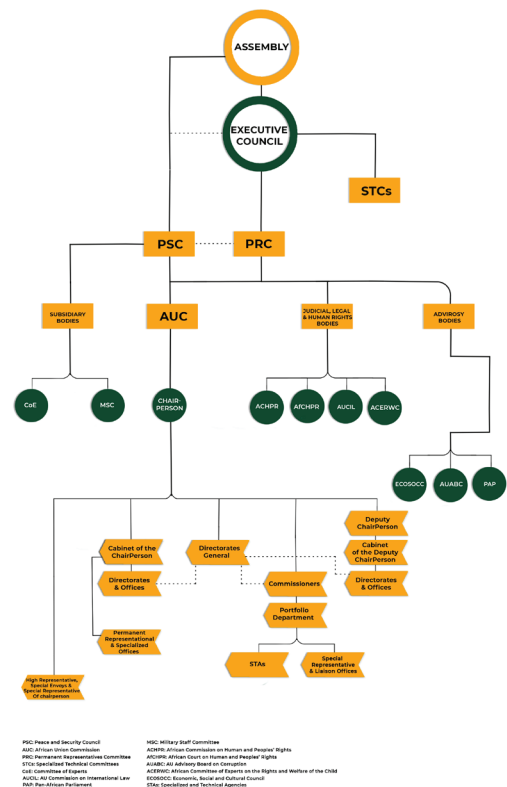 ASSEMBLY
EXECUTIVE
COUNCIL
STCs
PSC
PRC
SUBSIDIARY
BODIES
AUC
JUDICIAL, LEGAL
& HUMAN RIGHTS
BODIES
ADVIROSY
BODIES
CoE
MSC
CHAIR-
PERSON
ACHPR
AfCHPR
AUCIL
ACERWC
ECOSOCC
AUABC
PAP
Deputy
ChairPerson
Cabinet of the
ChairPerson
Directorates
General
Cabinet
of the Deputy
ChairPerson
Directorates
& Offices
Commissioners
Directorates
& Offices
Portfolio
Department
Permanent
Representational
& Specialized
Offices
STAs
Special
Representative
& Liaison Offices
High Representative,
Special Envoys &
Special Representative
Of chairperson
PSC: Peace and Security Council
AUC: African Union Commission
PRC: Permanent Representatives Committee
STCs: Specialized Technical Committees
CoE: Committee of Experts
AUCIL: AU Commission on International Law
PAP: Pan-African Parliament
MSC: Military Staff Committee
ACHPR: African Commission on Human and Peoples' Rights
AfCHPR: African Court on Human and Peoples' Rights
AUABC: AU Advisory Board on Corruption
ACERWC: African Committee of Experts on the Rights and Welfare of the Child
ECOSOCC: Economic, Social and Cultural Council
STAs: Specialized and Technical Agencies